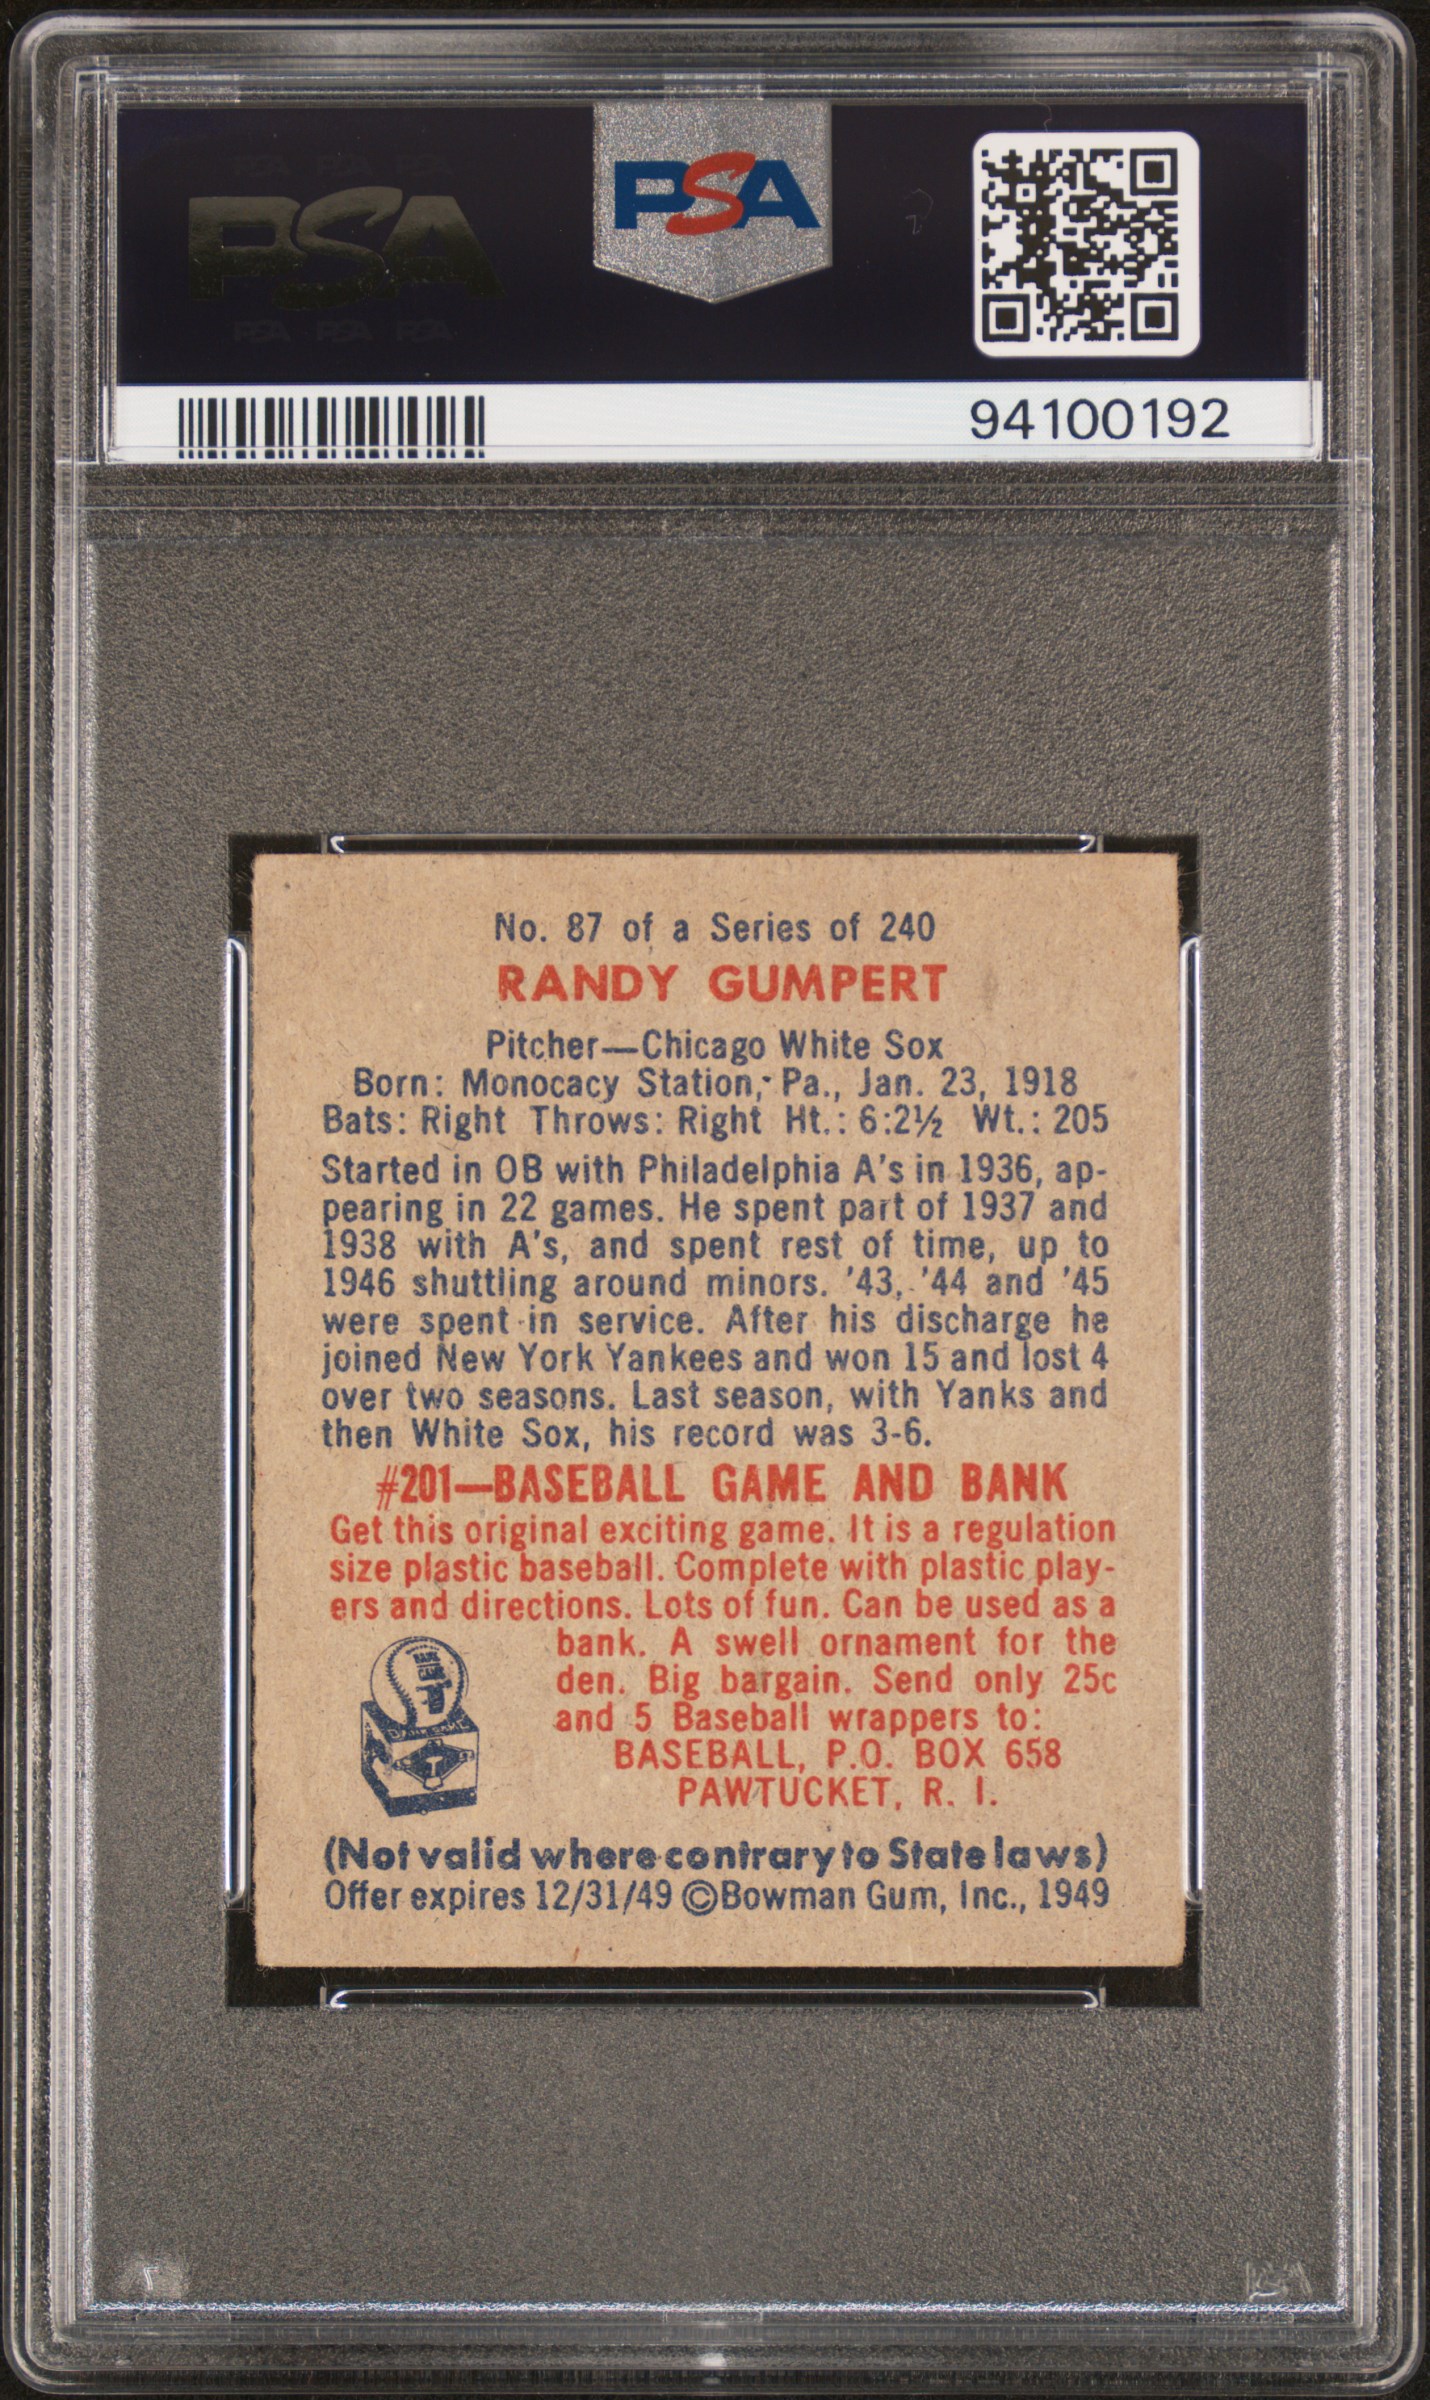 PSA
PSA
94100192
No. 87 of a Series of 240
RANDY GUMPERT
Pitcher—Chicago White Sox
Born: Monocacy Station, Pa., Jan. 23, 1918
Bats: Right Throws: Right Ht.: 6:2½ Wt.: 205
Started in OB with Philadelphia A's in 1936, ap-
pearing in 22 games. He spent part of 1937 and
1938 with A's, and spent rest of time, up to
1946 shuttling around minors. '43, '44 and '45
were spent in service. After his discharge he
joined New York Yankees and won 15 and lost 4
over two seasons. Last season, with Yanks and
then White Sox, his record was 3-6.
#201—BASEBALL GAME AND BANK
Get this original exciting game. It is a regulation
size plastic baseball. Complete with plastic play-
ers and directions. Lots of fun. Can be used as a
bank. A swell ornament for the
den. Big bargain. Send only 25c
and 5 Baseball wrappers to:
BASEBALL, P.O. BOX 658
PAWTUCKET, R. I.
BANK GAME
(Not valid where contrary to State laws)
Offer expires 12/31/49 ©Bowman Gum, Inc., 1949